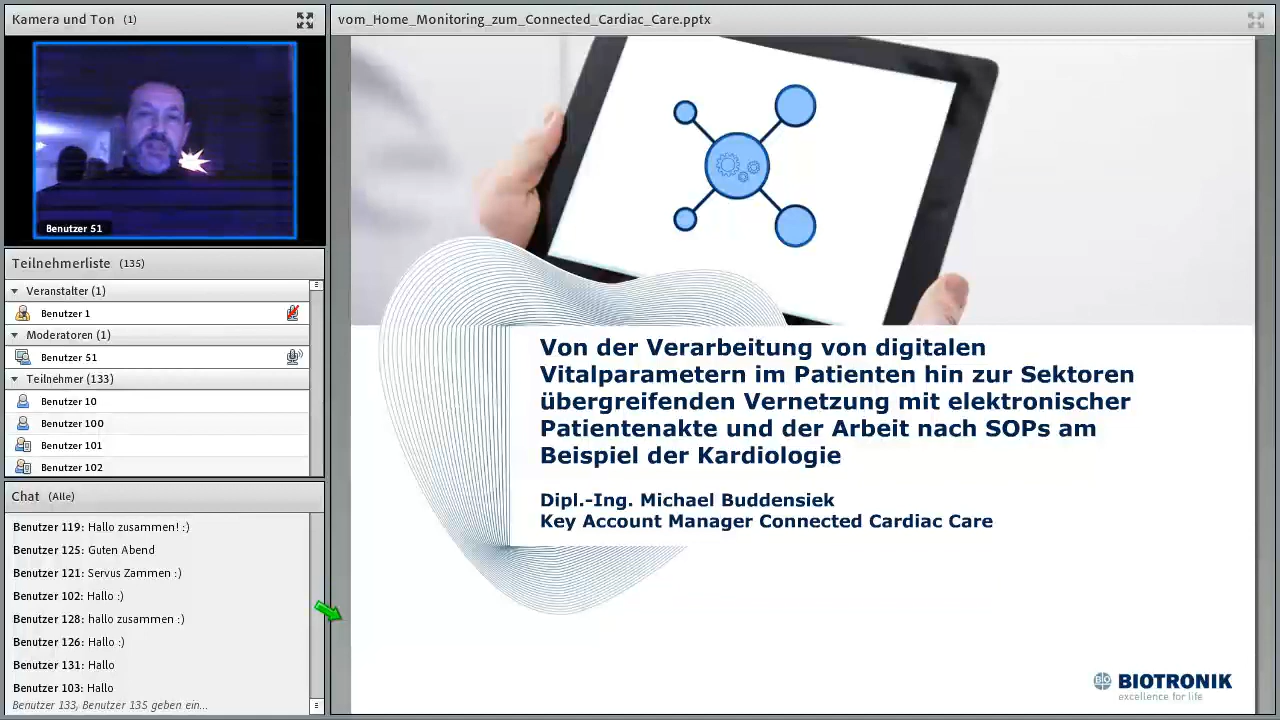 Kamera und Ton (1)
Benutzer 51
Teilnehmerliste (135)
Veranstalter (1)
Benutzer 1
Moderatoren (1)
Benutzer 51
Teilnehmer (133)
Benutzer 10
Benutzer 100
Benutzer 101
Benutzer 102
Chat (Alle)
Benutzer 119: Hallo zusammen! :)
Benutzer 125: Guten Abend
Benutzer 121: Servus Zammen :)
Benutzer 102: Hallo :)
Benutzer 128: hallo zusammen :)
Benutzer 126: Hallo :)
Benutzer 131: Hallo
Benutzer 103: Hallo
Benutzer 133, Benutzer 135 geben ein...
vom_Home_Monitoring_zum_Connected_Cardiac_Care.pptx
Von der Verarbeitung von digitalen
Vitalparametern im Patienten hin zur Sektoren
übergreifenden Vernetzung mit elektronischer
Patientenakte und der Arbeit nach SOPs am
Beispiel der Kardiologie
Dipl.-Ing. Michael Buddensiek
Key Account Manager Connected Cardiac Care
BIO BIOTRONIK
excellence for life